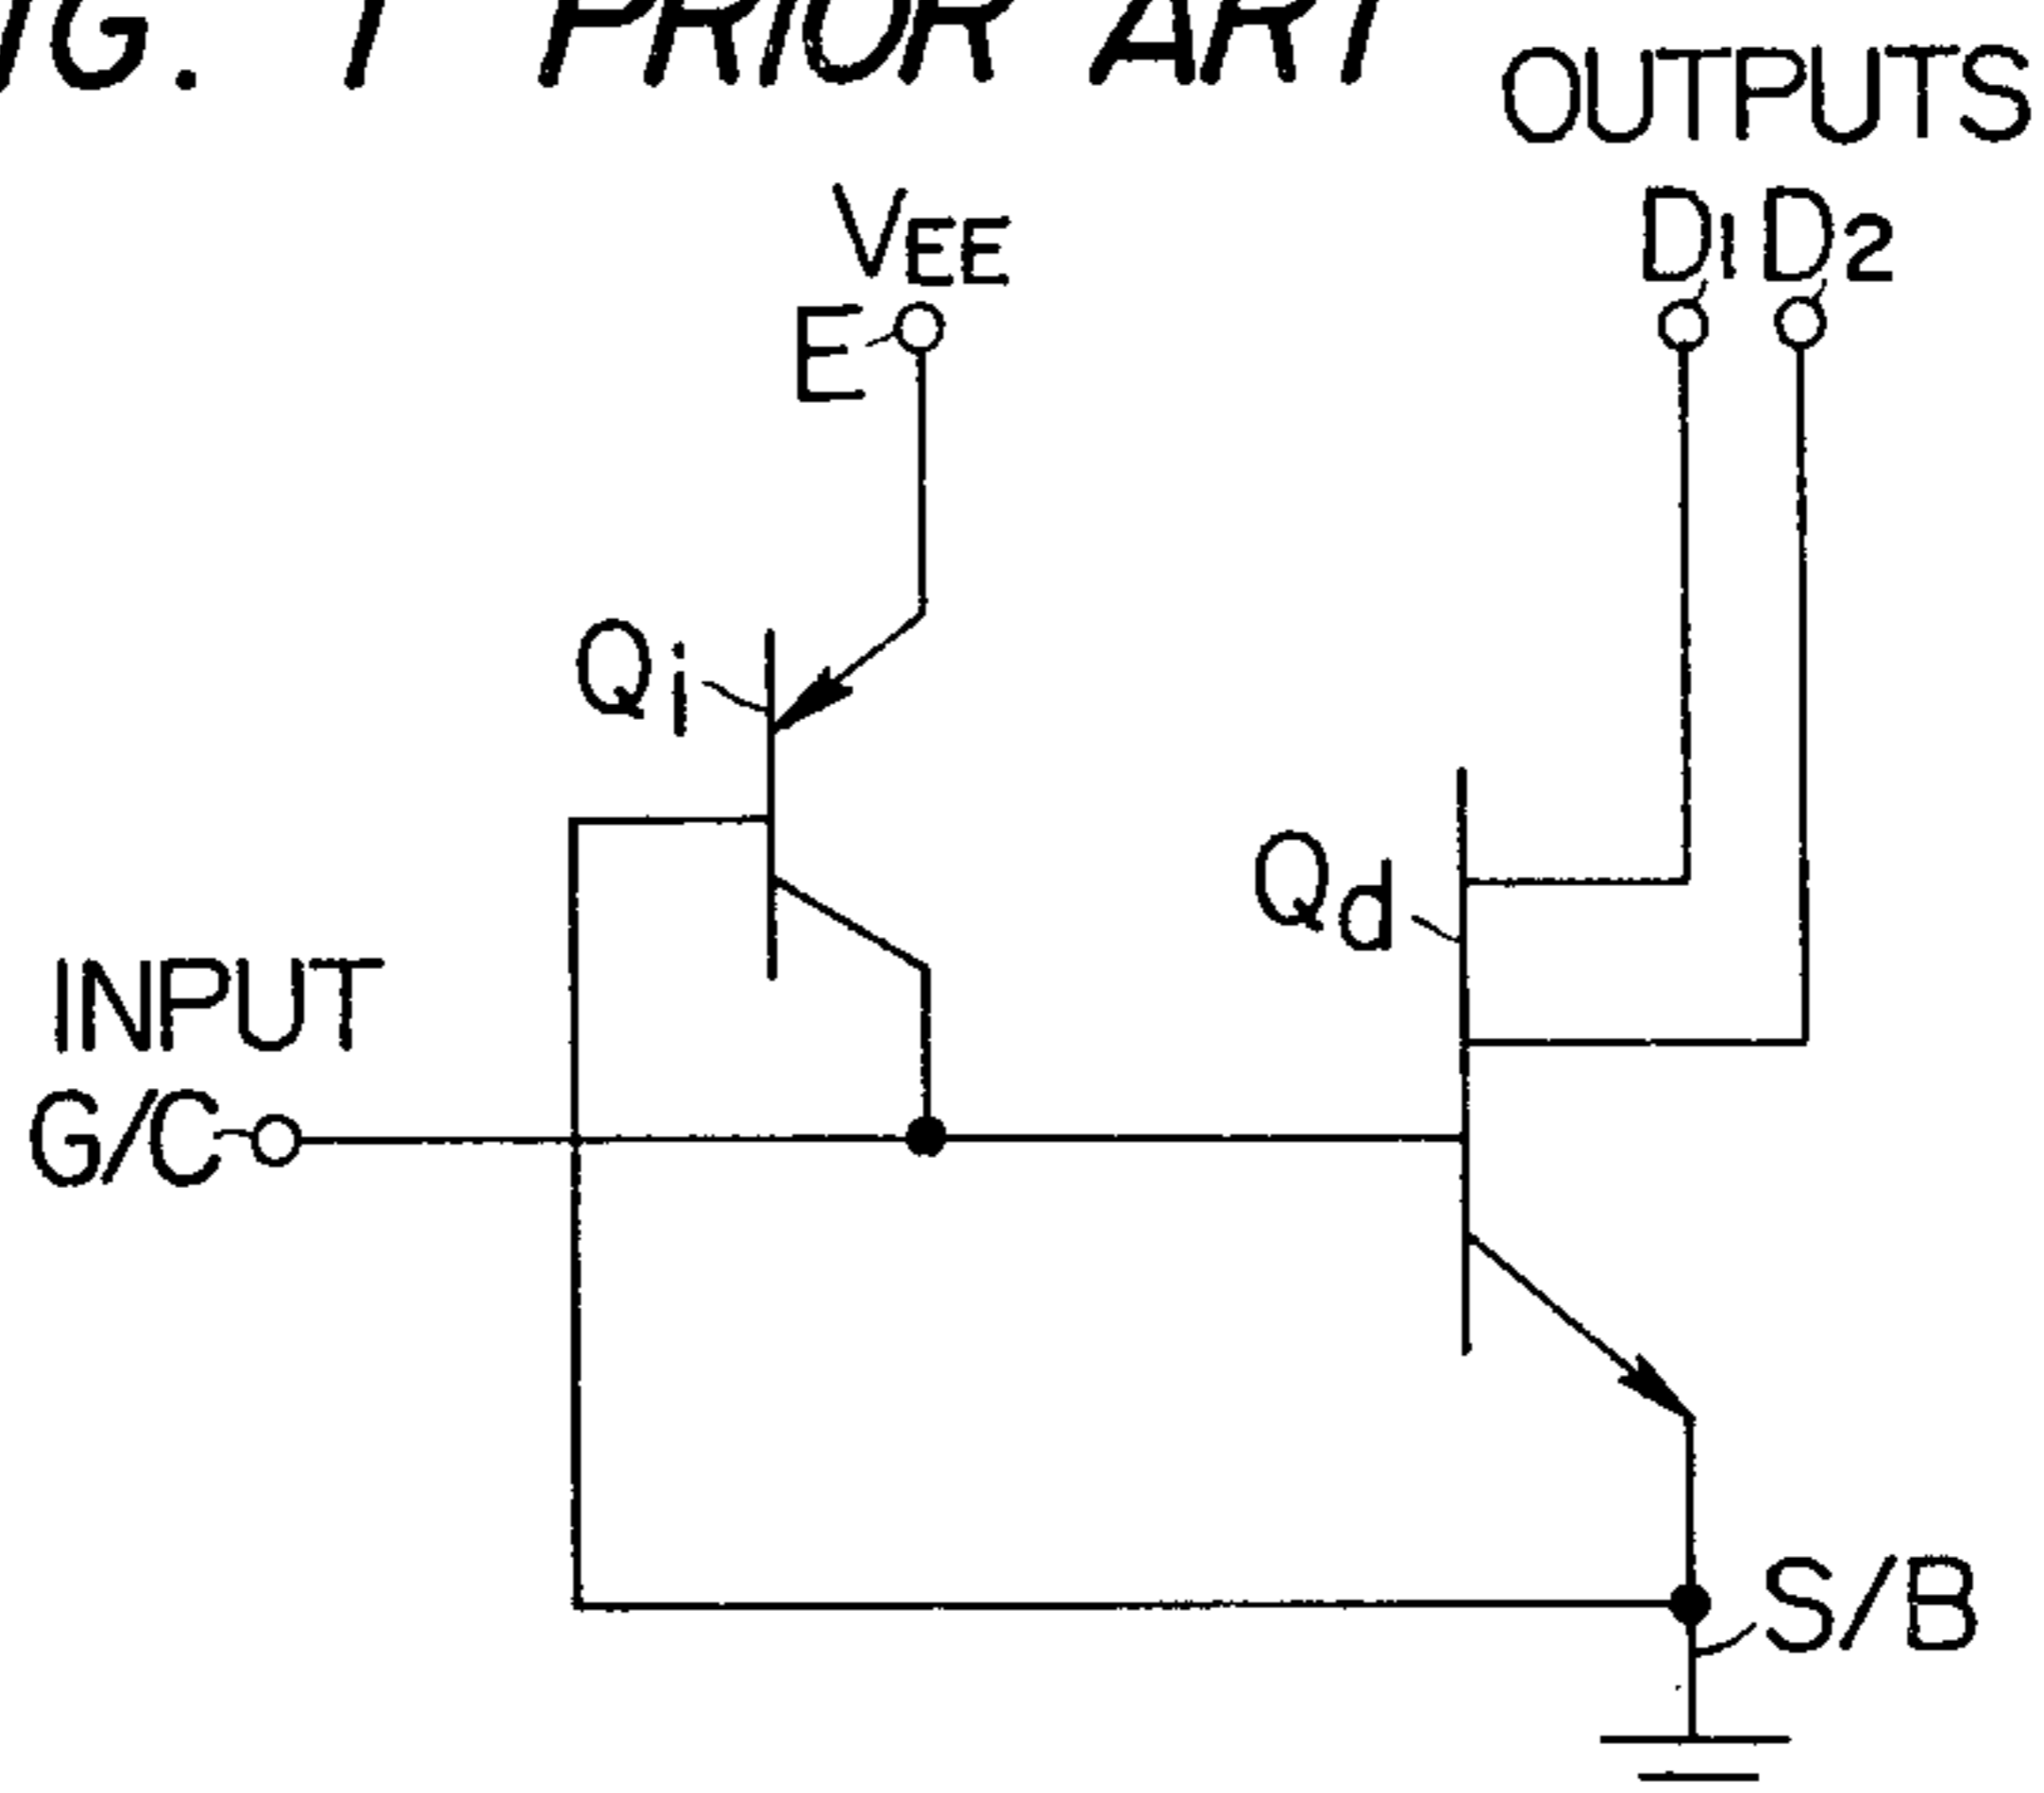 FIG. 1 PRIOR ART
OUTPUTS
VEE
D1 D2
E
Qi
Qd
INPUT
G/C
S/B